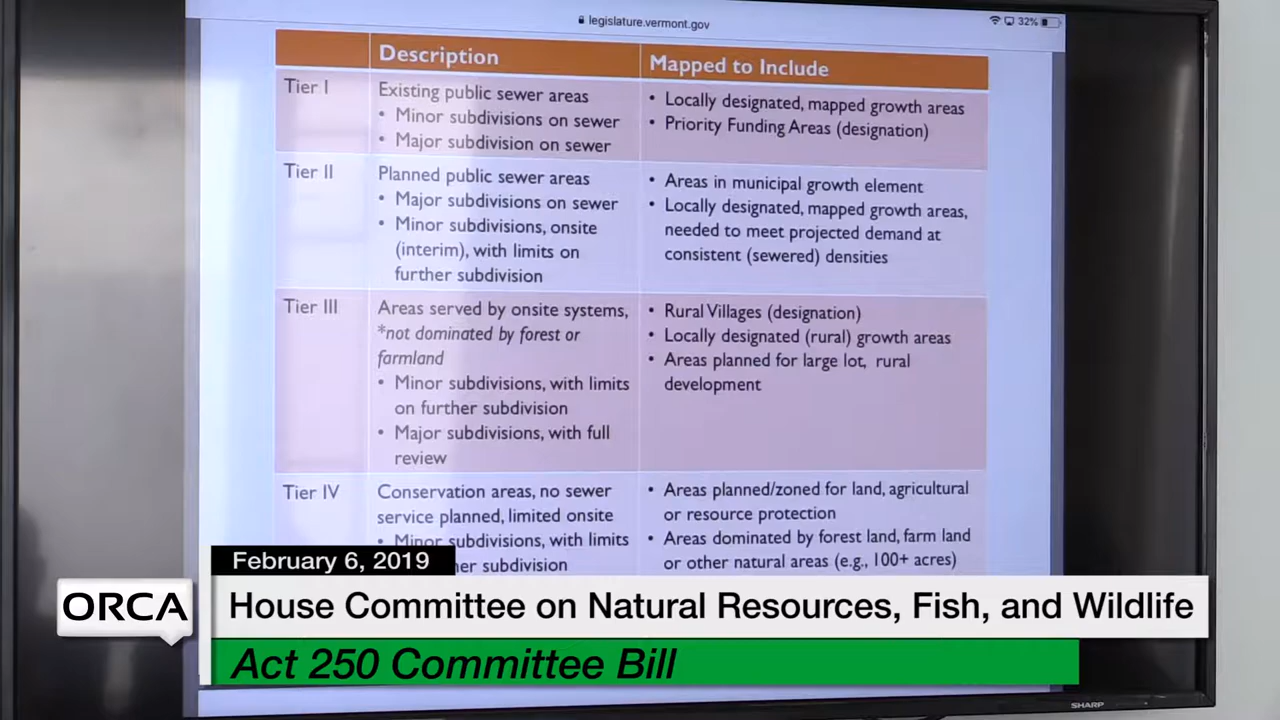 legislature.vermont.gov
32%
Description
Mapped to Include
Tier I
Existing public sewer areas
• Minor subdivisions on sewer
• Major subdivision on sewer
• Locally designated, mapped growth areas
• Priority Funding Areas (designation)
Tier II
Planned public sewer areas
• Major subdivisions on sewer
• Minor subdivisions, onsite
(interim), with limits on
further subdivision
• Areas in municipal growth element
• Locally designated, mapped growth areas,
needed to meet projected demand at
consistent (sewered) densities
Tier III
Areas served by onsite systems,
*not dominated by forest or
farmland
• Minor subdivisions, with limits
on further subdivision
• Major subdivisions, with full
review
• Rural Villages (designation)
• Locally designated (rural) growth areas
• Areas planned for large lot, rural
development
Tier IV
Conservation areas, no sewer
service planned, limited onsite
• Minor subdivisions, with limits
subdivision
• Areas planned/zoned for land, agricultural
or resource protection
• Areas dominated by forest land, farm land
or other natural areas (e.g., 100+ acres)
February 6, 2019
ORCA
House Committee on Natural Resources, Fish, and Wildlife
Act 250 Committee Bill
SHARP